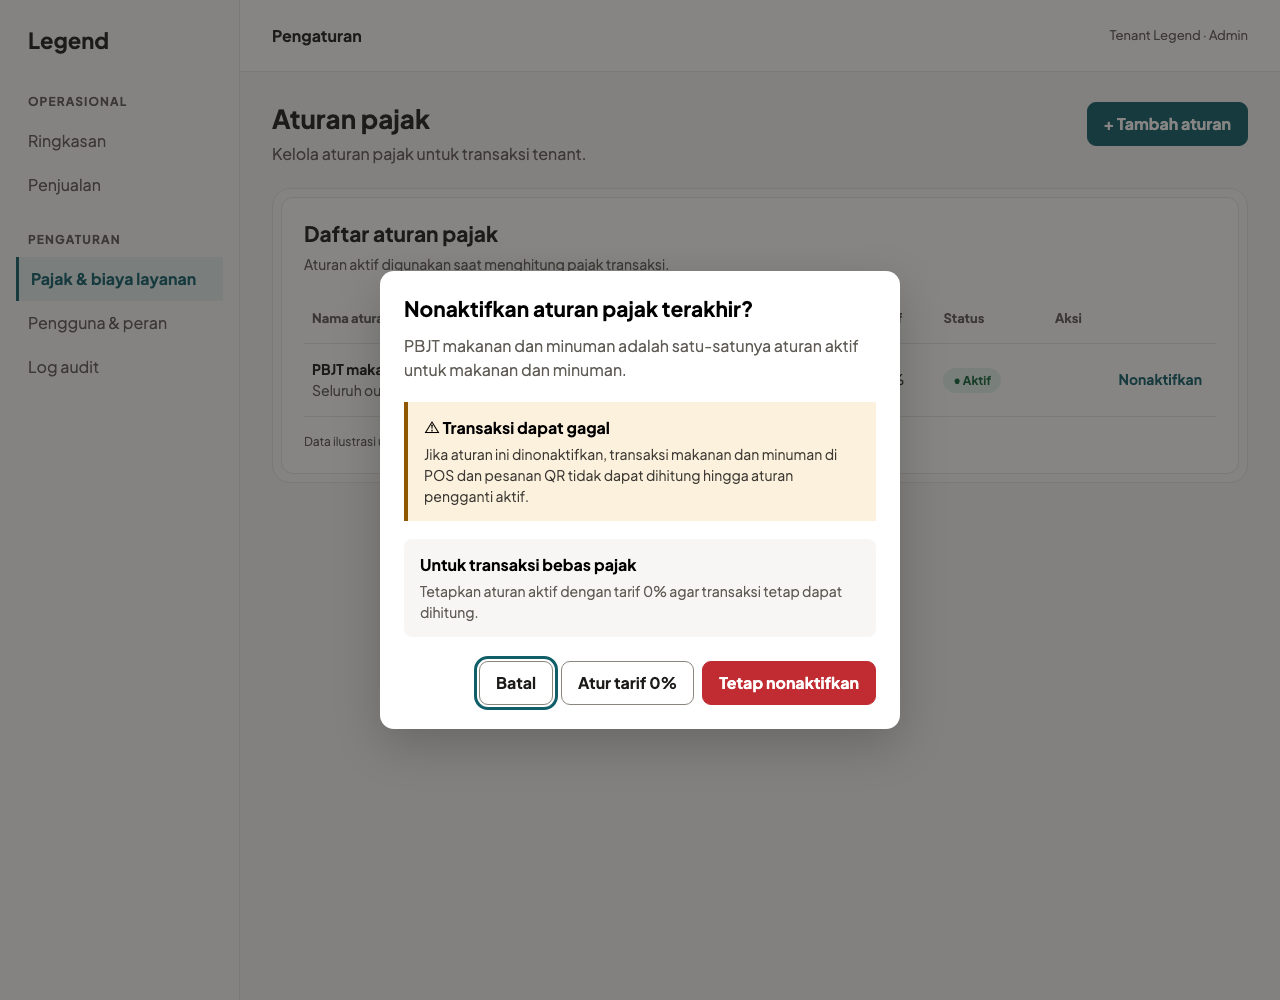 Legend
OPERASIONAL
Ringkasan
Penjualan
PENGATURAN
Pajak & biaya layanan
Pengguna & peran
Log audit
Pengaturan
Tenant Legend · Admin
Aturan pajak
Kelola aturan pajak untuk transaksi tenant.
+ Tambah aturan
Daftar aturan pajak
Aturan aktif digunakan saat menghitung pajak transaksi.
Nama
Status
Aksi
PBJT
Seluruh
● Aktif
Nonaktifkan
Data ilustrasi
Nonaktifkan aturan pajak terakhir?
PBJT makanan dan minuman adalah satu-satunya aturan aktif
untuk makanan dan minuman.
⚠ Transaksi dapat gagal
Jika aturan ini dinonaktifkan, transaksi makanan dan minuman di
POS dan pesanan QR tidak dapat dihitung hingga aturan
pengganti aktif.
Untuk transaksi bebas pajak
Tetapkan aturan aktif dengan tarif 0% agar transaksi tetap dapat
dihitung.
Batal
Atur tarif 0%
Tetap nonaktifkan